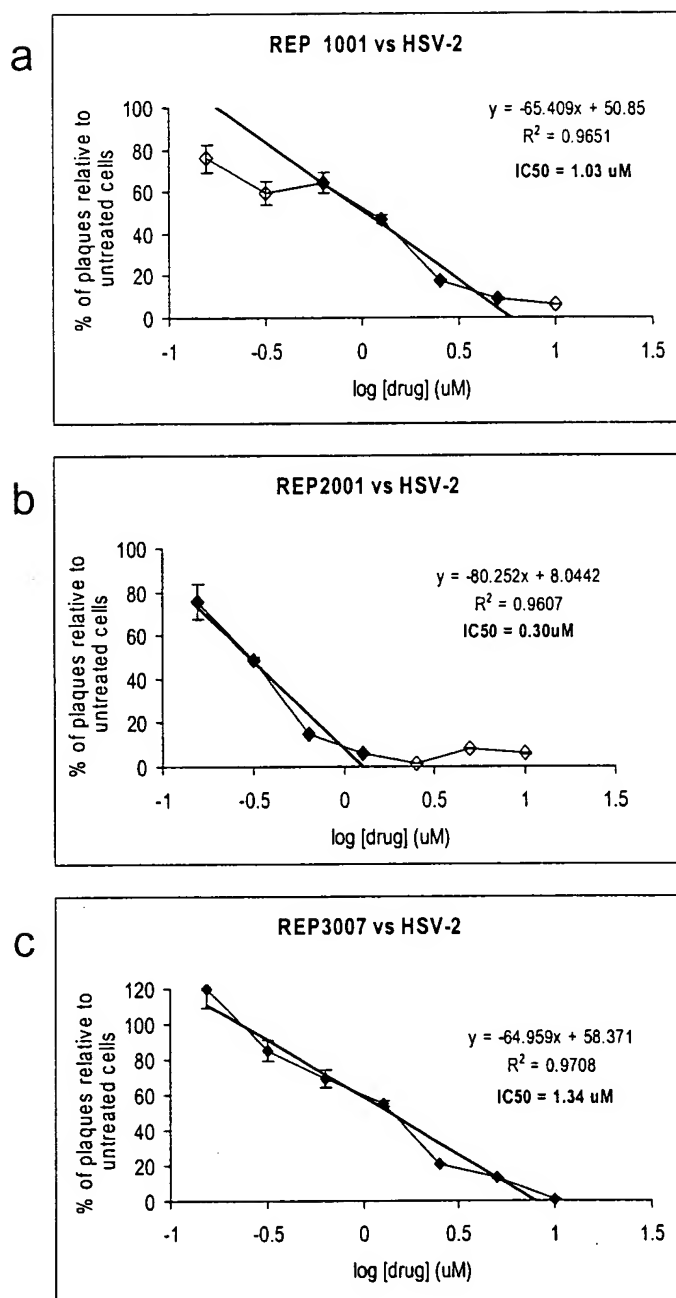 a
REP 1001 vs HSV-2
y = -65.409x + 50.85
R² = 0.9651
IC50 = 1.03 uM
% of plaques relative to
untreated cells
100
80
60
40
20
0
-1
-0.5
0
0.5
1
1.5
log [drug] (uM)
b
REP2001 vs HSV-2
y = -80.252x + 8.0442
R² = 0.9607
IC50 = 0.30uM
% of plaques relative to
untreated cells
100
80
60
40
20
0
-1
-0.5
0
0.5
1
1.5
log [drug] (uM)
c
REP3007 vs HSV-2
y = -64.959x + 58.371
R² = 0.9708
IC50 = 1.34 uM
% of plaques relative to
untreated cells
120
100
80
60
40
20
0
-1
-0.5
0
0.5
1
1.5
log [drug] (uM)